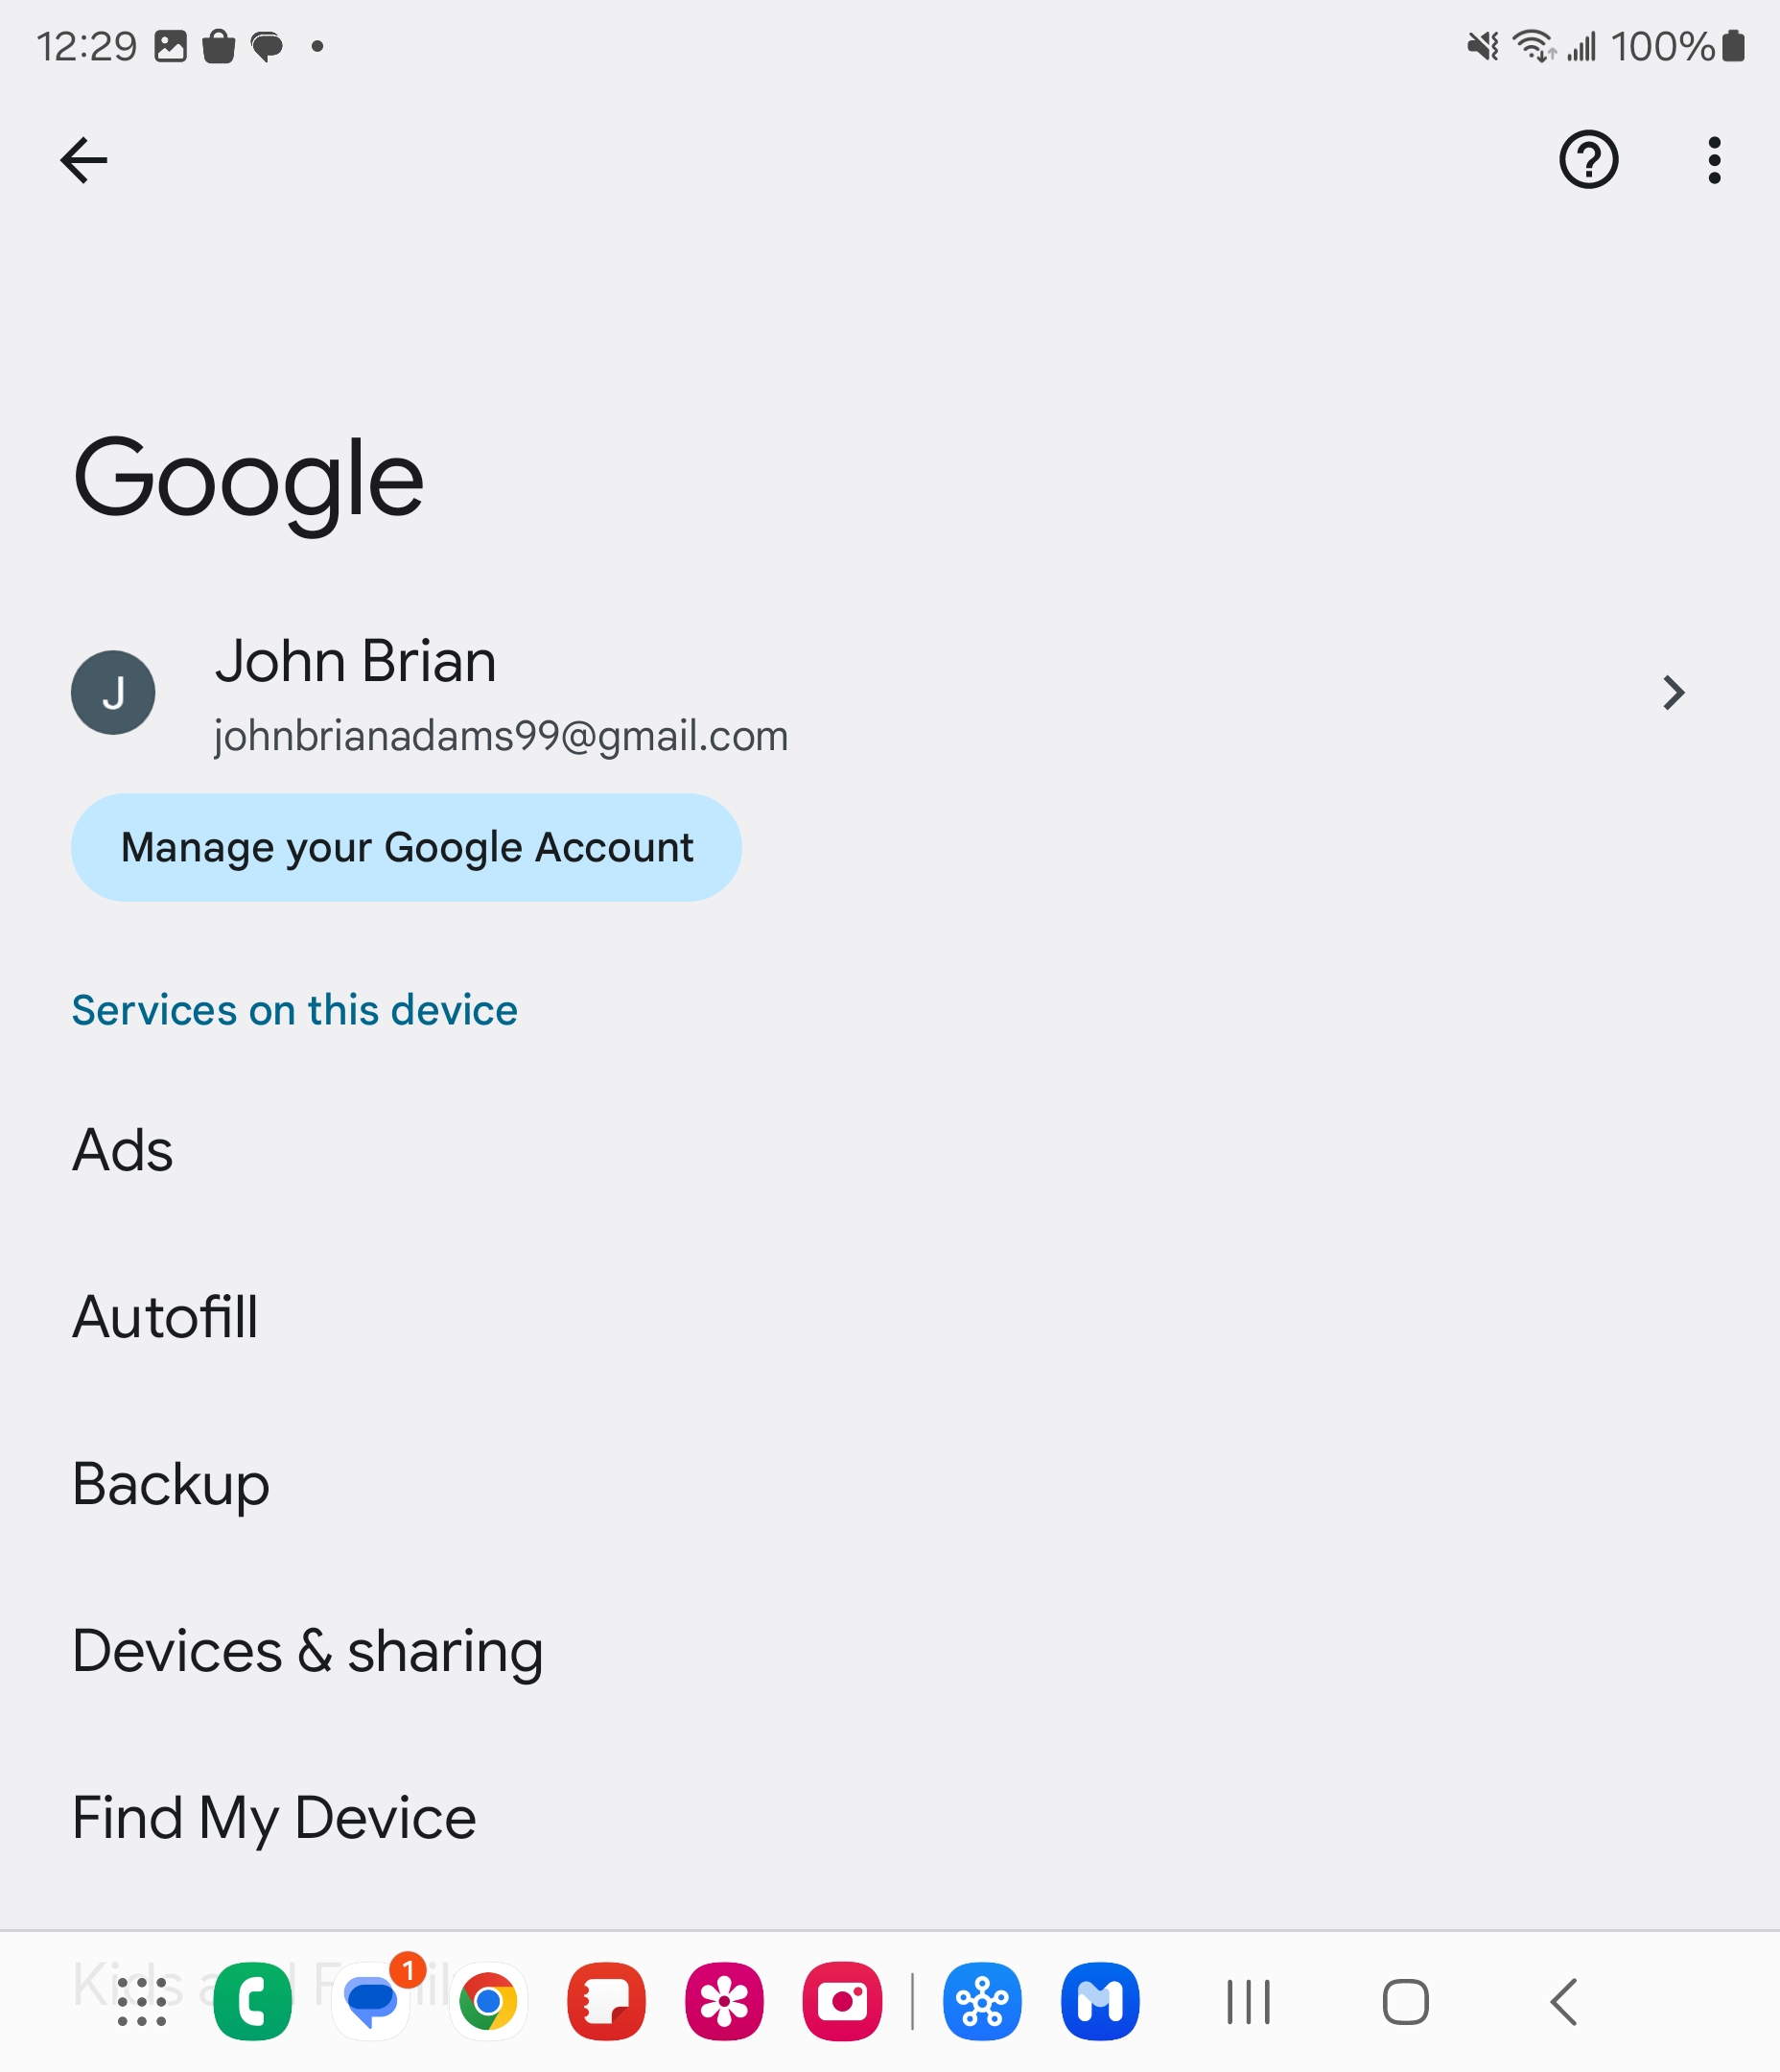 12:29
100%
Google
J
John Brian
johnbrianadams99@gmail.com
Manage your Google Account
Services on this device
Ads
Autofill
Backup
Devices & sharing
Find My Device
Kids
1